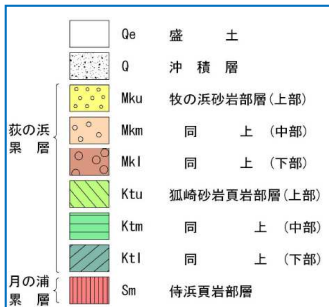 Qe 盛土
Q 沖積層
Mku 牧の浜砂岩部層(上部)
Mkm 同上(中部)
Mkl 同上(下部)
Ktu 狐崎砂岩頁岩部層(上部)
Ktm 同上(中部)
Ktl 同上(下部)
Sm 侍浜頁岩部層
荻の浜
累層
月の浦
累層